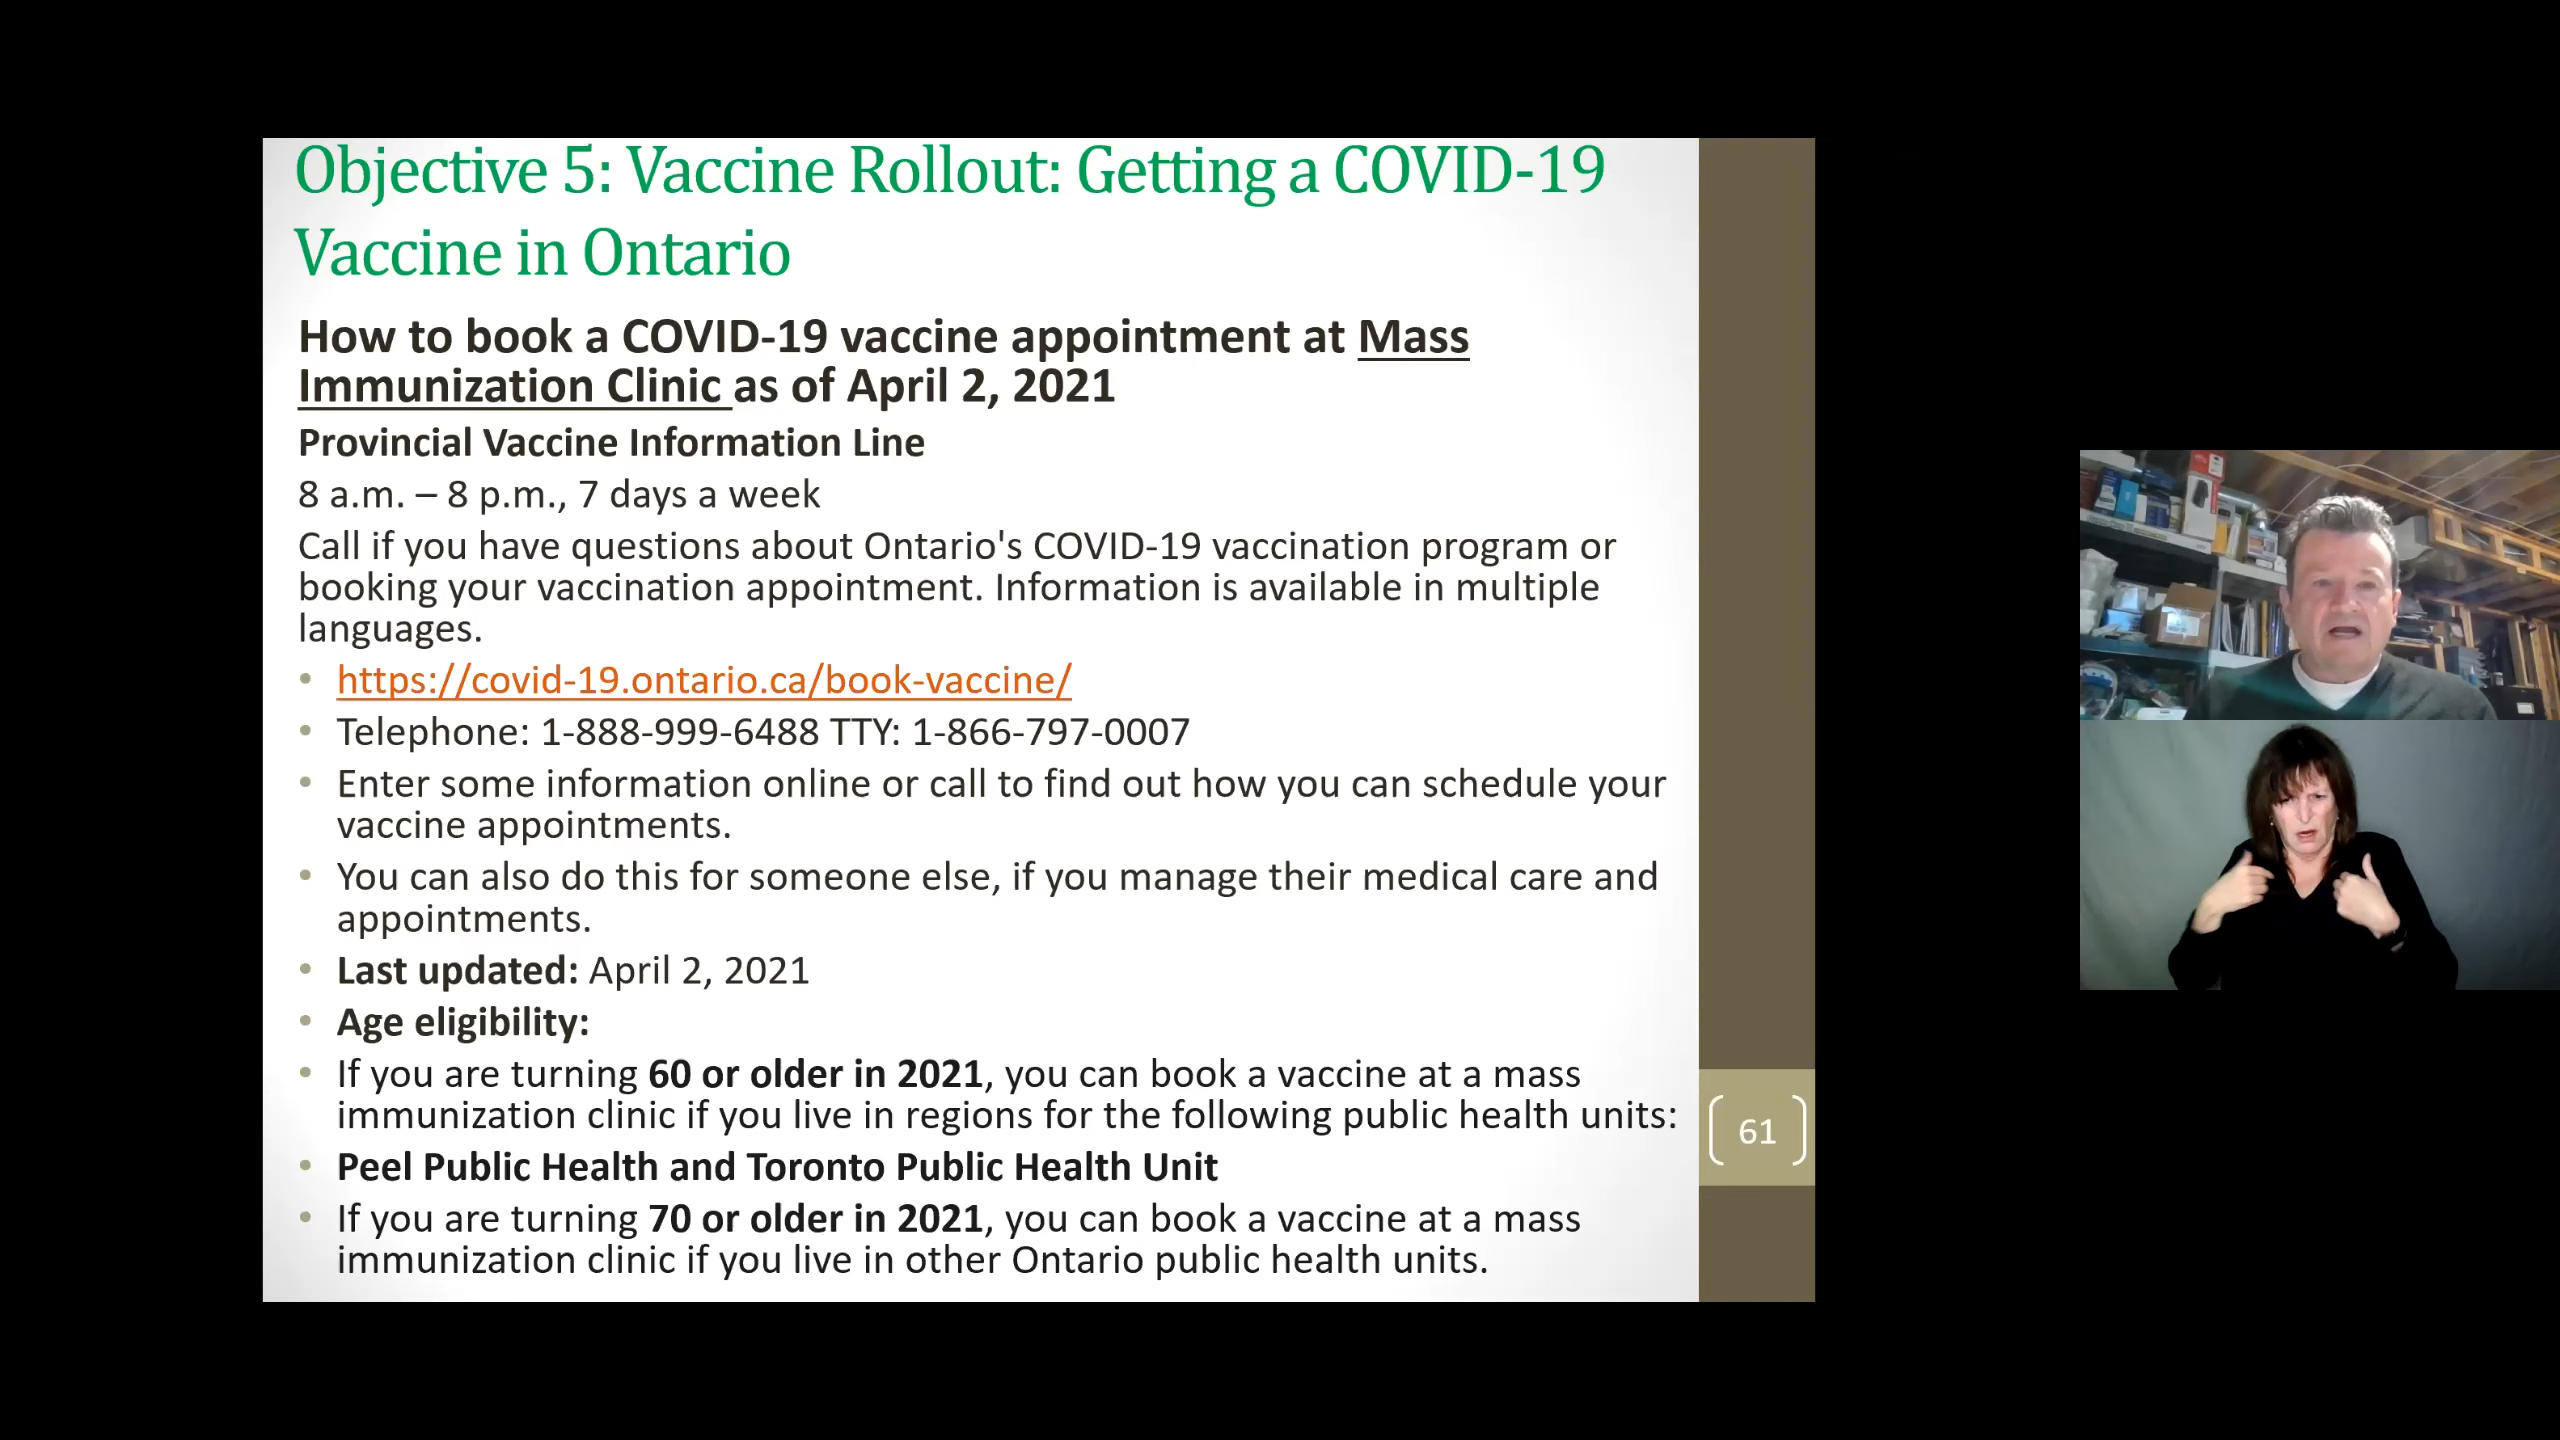 Objective 5: Vaccine Rollout: Getting a COVID-19
Vaccine in Ontario
How to book a COVID-19 vaccine appointment at Mass
Immunization Clinic as of April 2, 2021
Provincial Vaccine Information Line
8 a.m. – 8 p.m., 7 days a week
Call if you have questions about Ontario's COVID-19 vaccination program or
booking your vaccination appointment. Information is available in multiple
languages.
• https://covid-19.ontario.ca/book-vaccine/
• Telephone: 1-888-999-6488 TTY: 1-866-797-0007
• Enter some information online or call to find out how you can schedule your
vaccine appointments.
• You can also do this for someone else, if you manage their medical care and
appointments.
• Last updated: April 2, 2021
• Age eligibility:
• If you are turning 60 or older in 2021, you can book a vaccine at a mass
immunization clinic if you live in regions for the following public health units:
• Peel Public Health and Toronto Public Health Unit
• If you are turning 70 or older in 2021, you can book a vaccine at a mass
immunization clinic if you live in other Ontario public health units.
61